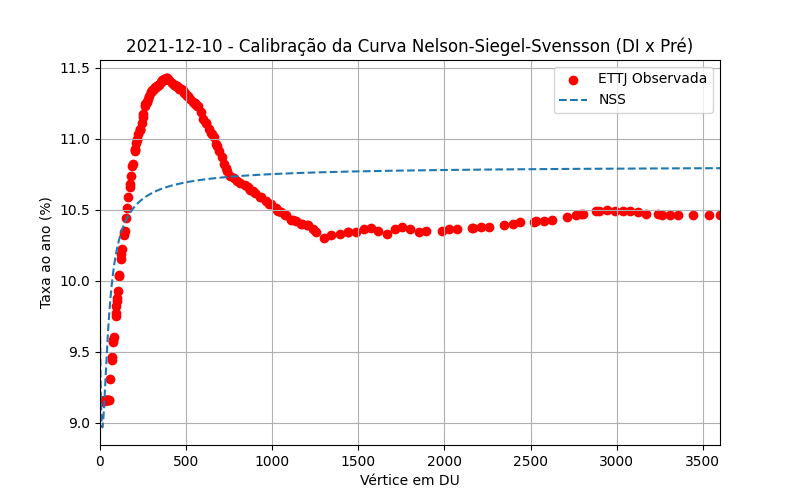 2021-12-10 - Calibração da Curva Nelson-Siegel-Svensson (DI x Pré)
ETTJ Observada
NSS
Taxa ao ano (%)
11.5
11.0
10.5
10.0
9.5
9.0
0 500 1000 1500 2000 2500 3000 3500
Vértice em DU